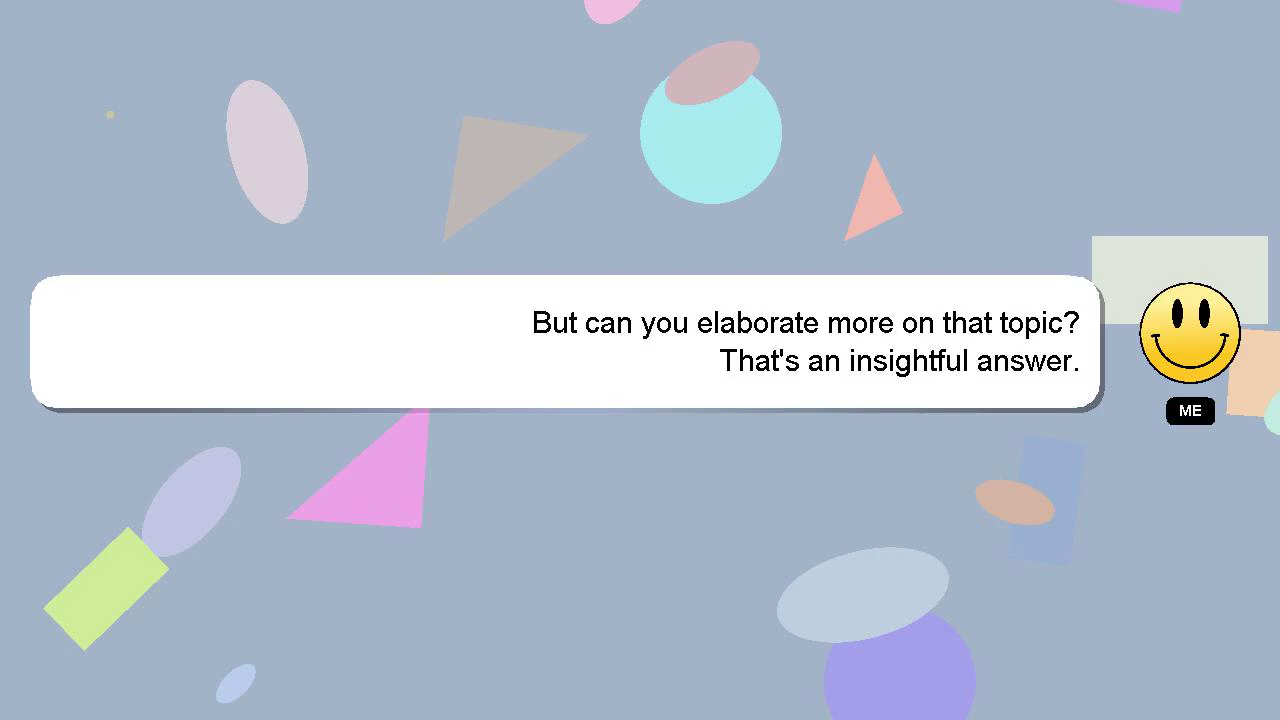 But can you elaborate more on that topic?
That's an insightful answer.
ME